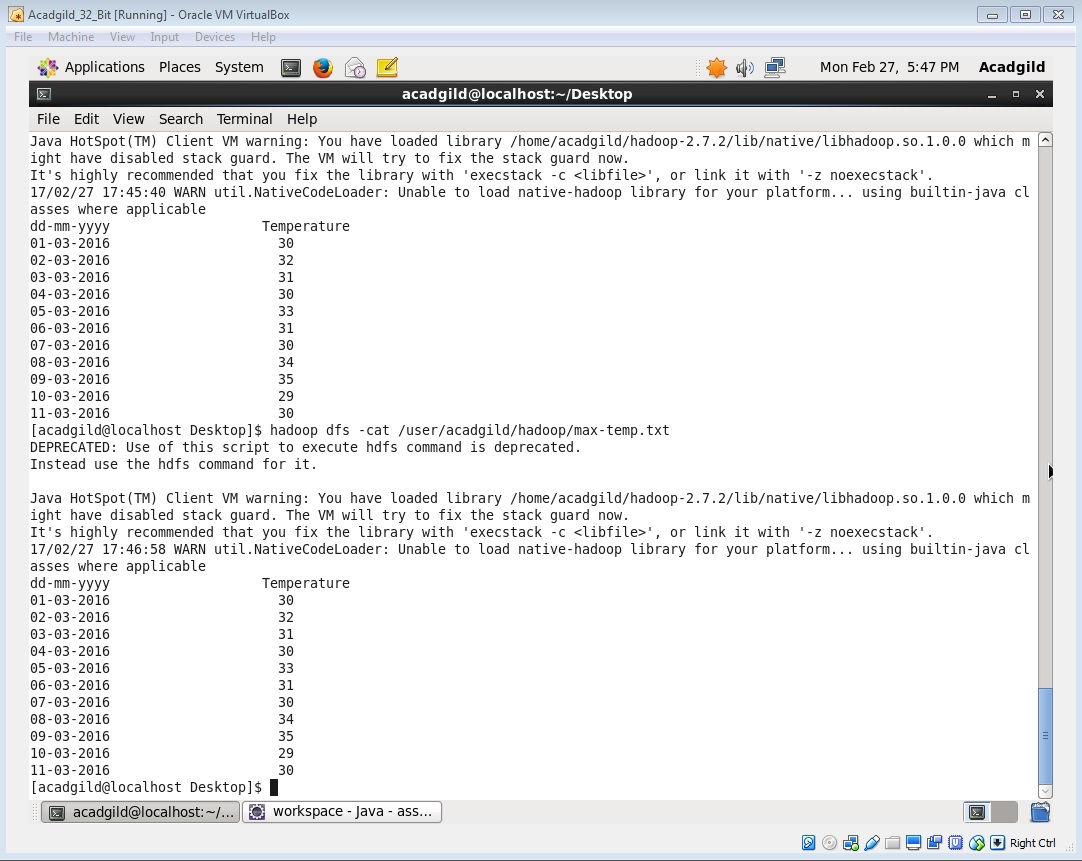 Acadgild_32_Bit [Running] - Oracle VM VirtualBox
File Machine View Input Devices Help
Applications Places System Mon Feb 27, 5:47 PM Acadgild
acadgild@localhost:~/Desktop
File Edit View Search Terminal Help
Java HotSpot(TM) Client VM warning: You have loaded library /home/acadgild/hadoop-2.7.2/lib/native/libhadoop.so.1.0.0 which m
ight have disabled stack guard. The VM will try to fix the stack guard now.
It's highly recommended that you fix the library with 'execstack -c <libfile>', or link it with '-z noexecstack'.
17/02/27 17:45:40 WARN util.NativeCodeLoader: Unable to load native-hadoop library for your platform... using builtin-java cl
asses where applicable
dd-mm-yyyy Temperature
01-03-2016 30
02-03-2016 32
03-03-2016 31
04-03-2016 30
05-03-2016 33
06-03-2016 31
07-03-2016 30
08-03-2016 34
09-03-2016 35
10-03-2016 29
11-03-2016 30
[acadgild@localhost Desktop]$ hadoop dfs -cat /user/acadgild/hadoop/max-temp.txt
DEPRECATED: Use of this script to execute hdfs command is deprecated.
Instead use the hdfs command for it.
Java HotSpot(TM) Client VM warning: You have loaded library /home/acadgild/hadoop-2.7.2/lib/native/libhadoop.so.1.0.0 which m
ight have disabled stack guard. The VM will try to fix the stack guard now.
It's highly recommended that you fix the library with 'execstack -c <libfile>', or link it with '-z noexecstack'.
17/02/27 17:46:58 WARN util.NativeCodeLoader: Unable to load native-hadoop library for your platform... using builtin-java cl
asses where applicable
dd-mm-yyyy Temperature
01-03-2016 30
02-03-2016 32
03-03-2016 31
04-03-2016 30
05-03-2016 33
06-03-2016 31
07-03-2016 30
08-03-2016 34
09-03-2016 35
10-03-2016 29
11-03-2016 30
[acadgild@localhost Desktop]$
acadgild@localhost:~/... workspace - Java - ass...
Right Ctrl